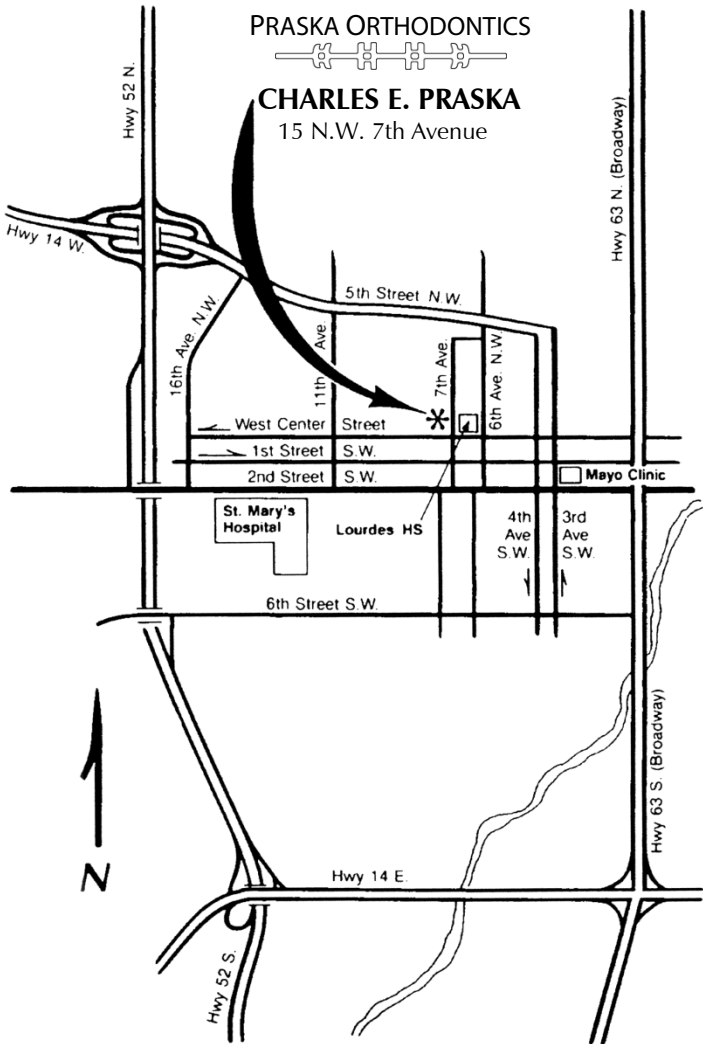 PRASKA ORTHODONTICS
CHARLES E. PRASKA
15 N.W. 7th Avenue
Hwy 52 N.
Hwy 63 N. (Broadway)
Hwy 14 W.
5th Street N.W.
16th Ave. N.W.
11th Ave.
7th Ave.
6th Ave. N.W.
West Center Street
1st Street S.W.
2nd Street S.W.
Mayo Clinic
St. Mary's
Hospital
Lourdes HS
4th
Ave
S.W.
3rd
Ave
S.W.
6th Street S.W.
Hwy 63 S. (Broadway)
N
Hwy 14 E.
Hwy 52 S.